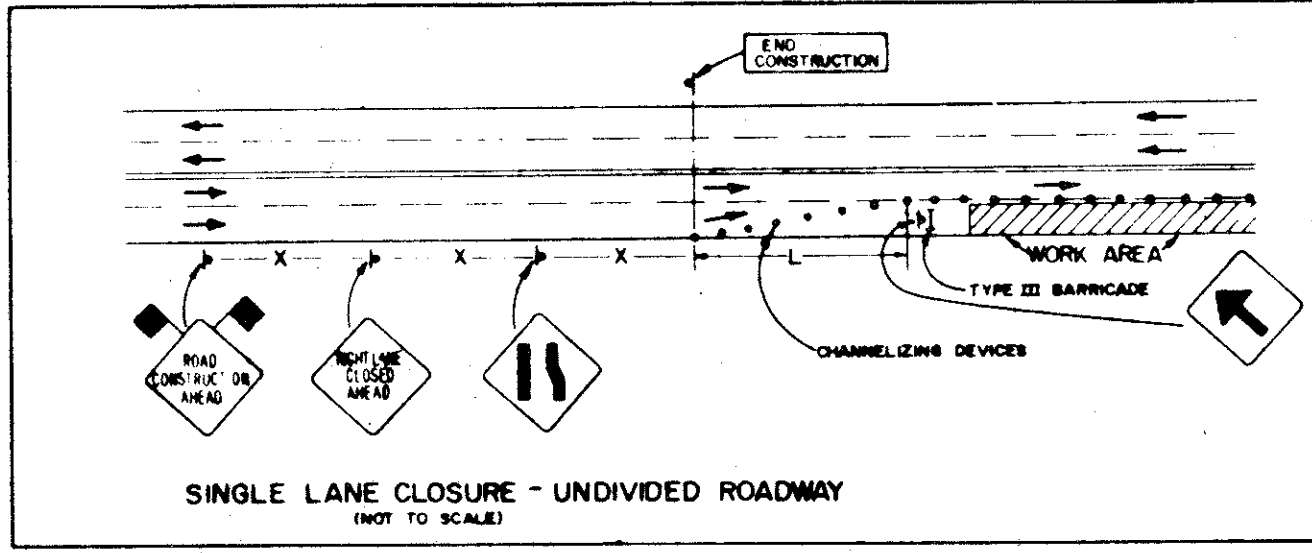 END
CONSTRUCTION
X
X
X
L
WORK AREA
TYPE III BARRICADE
CHANNELIZING DEVICES
ROAD
CONSTRUCTION
AHEAD
RIGHT LANE
CLOSED
AHEAD
SINGLE LANE CLOSURE - UNDIVIDED ROADWAY
(NOT TO SCALE)